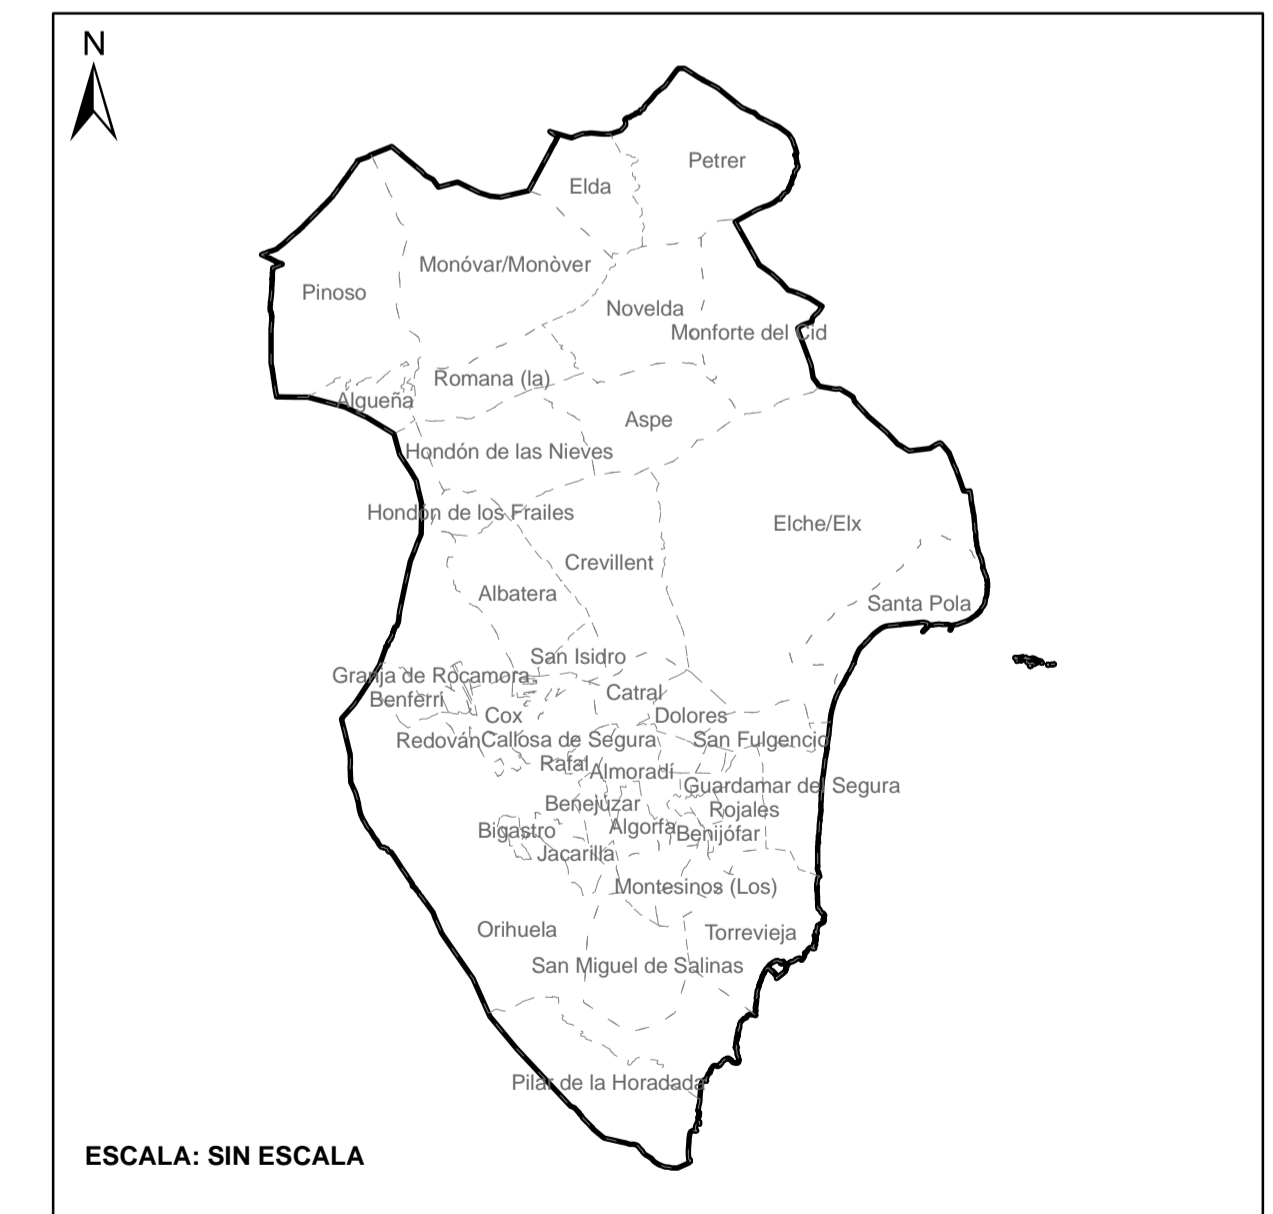 N
Petrer
Elda
Monóvar/Monòver
Pinoso
Novelda
Monforte del Cid
Romana (la)
Algueña
Aspe
Hondón de las Nieves
Hondón de los Frailes
Elche/Elx
Crevillent
Albatera
Santa Pola
San Isidro
Granja de Rocamora
Catral
Benferri
Cox
Dolores
Redován
Callosa de Segura
San Fulgencio
Rafal
Almoradí
Guardamar del Segura
Benejúzar
Rojales
Algorfa
Bigastro
Benijófar
Jacarilla
Montesinos (Los)
Orihuela
Torrevieja
San Miguel de Salinas
Pilar de la Horadada
ESCALA: SIN ESCALA